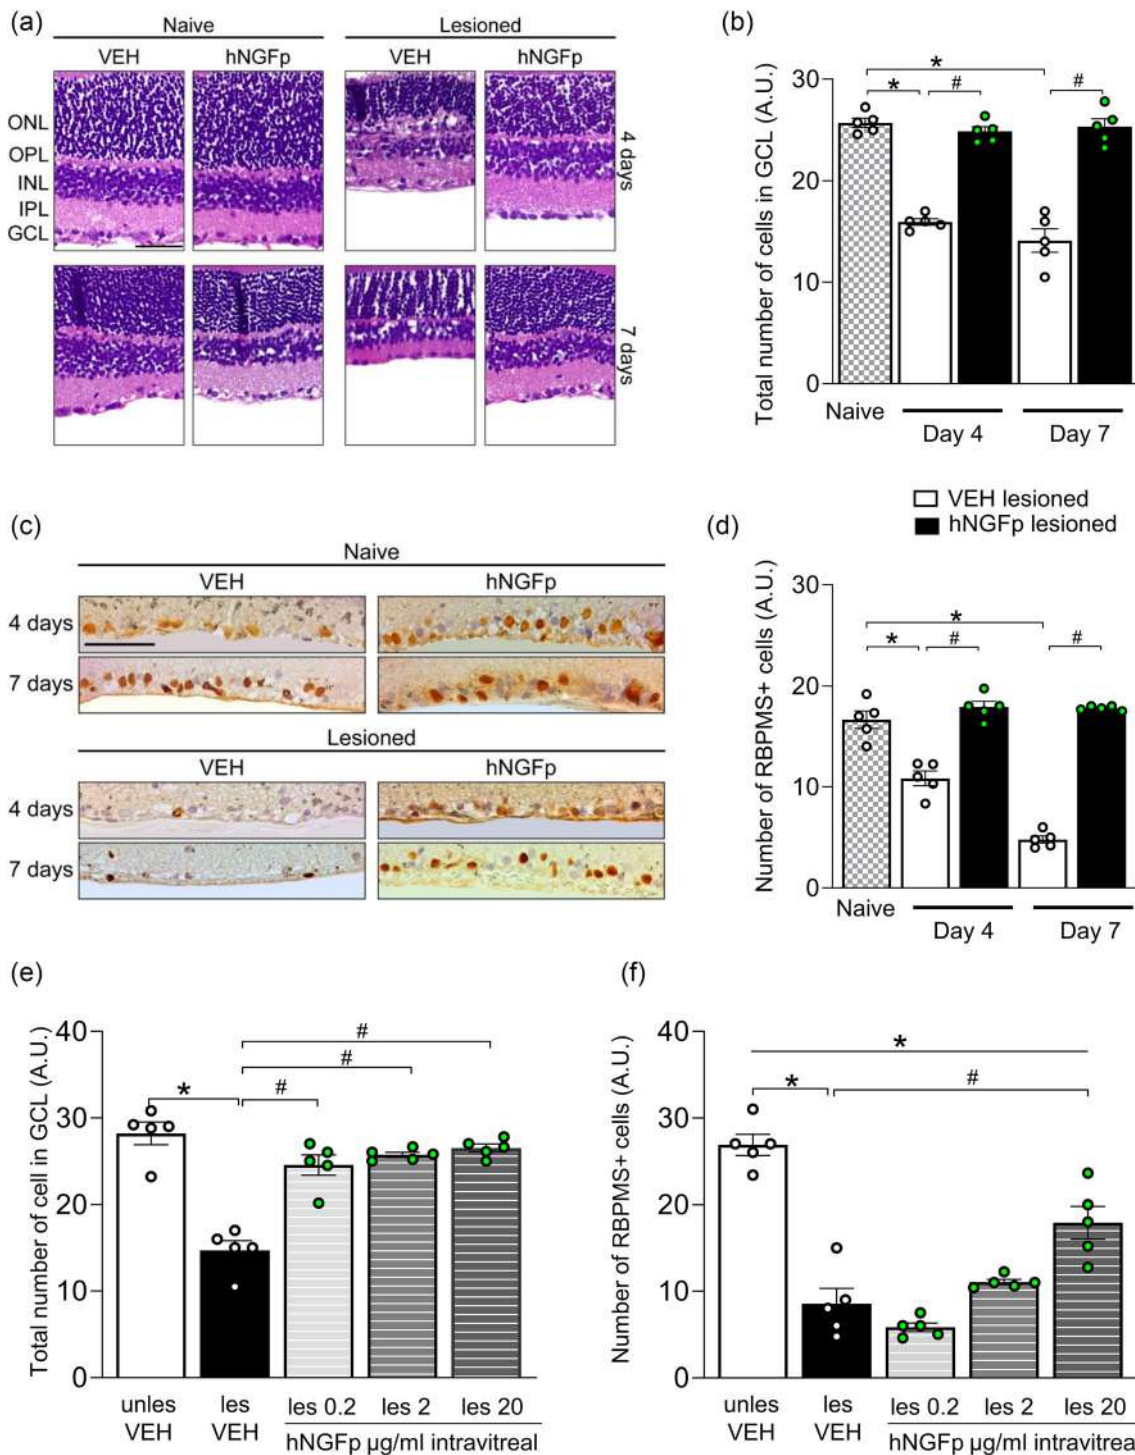 (a)
Naive Lesioned
VEH hNGFp VEH hNGFp
ONL
OPL
INL
IPL
GCL
4 days
7 days
(b)
Total number of cells in GCL (A.U.)
30
20
10
0
* * # #
Naive
Day 4 Day 7
VEH lesioned
hNGFp lesioned
(c)
Naive
VEH hNGFp
4 days
7 days
Lesioned
VEH hNGFp
4 days
7 days
(d)
Number of RBPMS+ cells (A.U.)
30
20
10
0
* * # #
Naive
Day 4 Day 7
(e)
Total number of cell in GCL (A.U.)
40
30
20
10
0
* # # #
unles les les 0.2 les 2 les 20
VEH VEH hNGFp µg/ml intravitreal
(f)
Number of RBPMS+ cells (A.U.)
40
30
20
10
0
* * #
unles les les 0.2 les 2 les 20
VEH VEH hNGFp µg/ml intravitreal